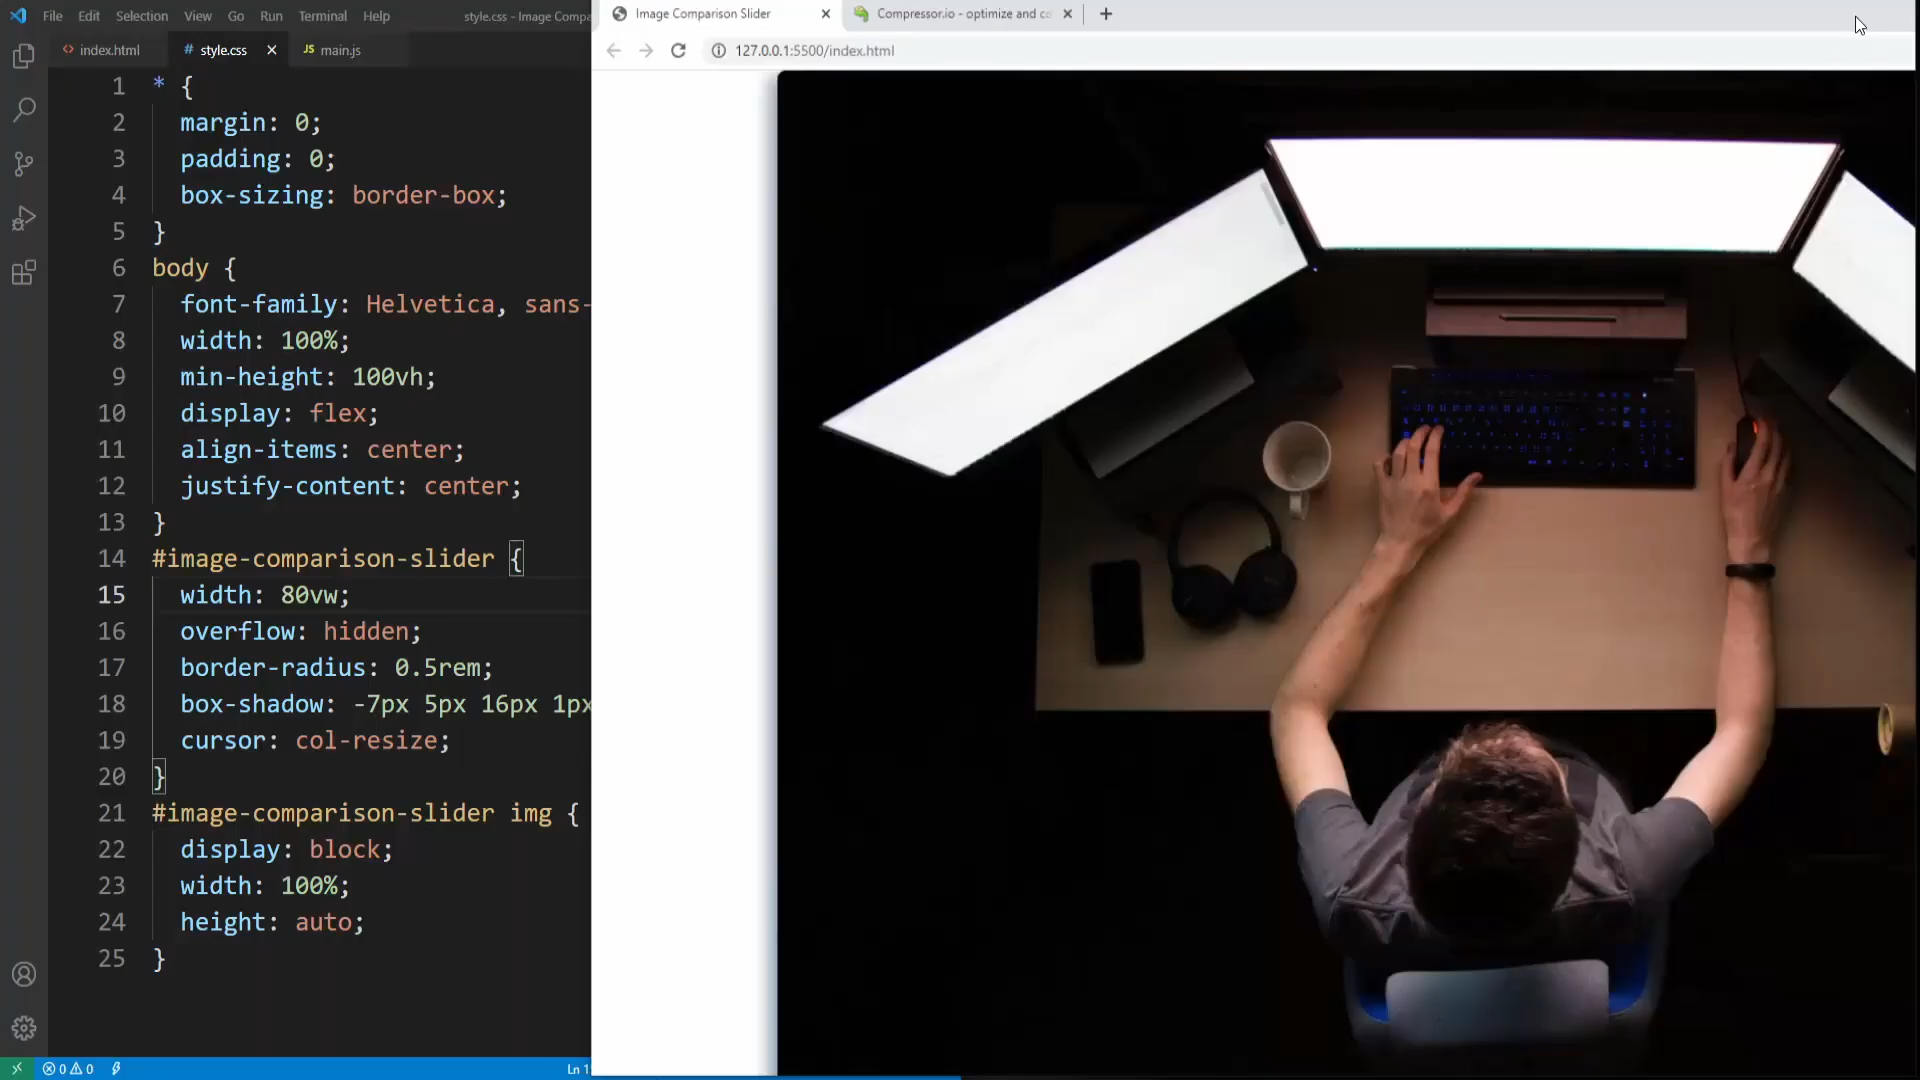 File Edit Selection View Go Run Terminal Help style.css - Image Compa
Image Comparison Slider
Compressor.io - optimize and co
index.html
style.css
JS main.js
127.0.0.1:5500/index.html
1 * {
2 margin: 0;
3 padding: 0;
4 box-sizing: border-box;
5 }
6 body {
7 font-family: Helvetica, sans-
8 width: 100%;
9 min-height: 100vh;
10 display: flex;
11 align-items: center;
12 justify-content: center;
13 }
14 #image-comparison-slider {
15 width: 80vw;
16 overflow: hidden;
17 border-radius: 0.5rem;
18 box-shadow: -7px 5px 16px 1px
19 cursor: col-resize;
20 }
21 #image-comparison-slider img {
22 display: block;
23 width: 100%;
24 height: auto;
25 }
0 0 Ln 1